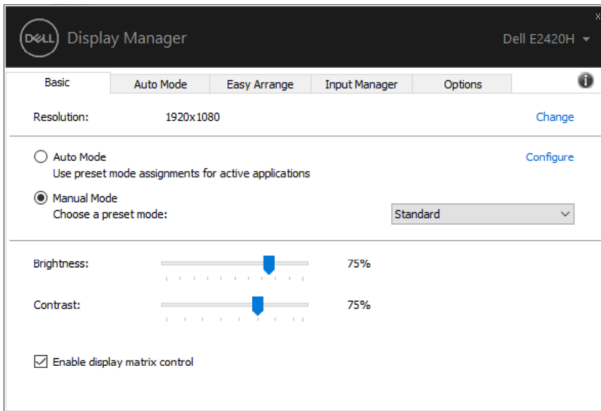 x
DELL Display Manager Dell E2420H
Basic Auto Mode Easy Arrange Input Manager Options i
Resolution: 1920x1080 Change
Auto Mode Configure
Use preset mode assignments for active applications
Manual Mode
Choose a preset mode: Standard
Brightness: 75%
Contrast: 75%
Enable display matrix control